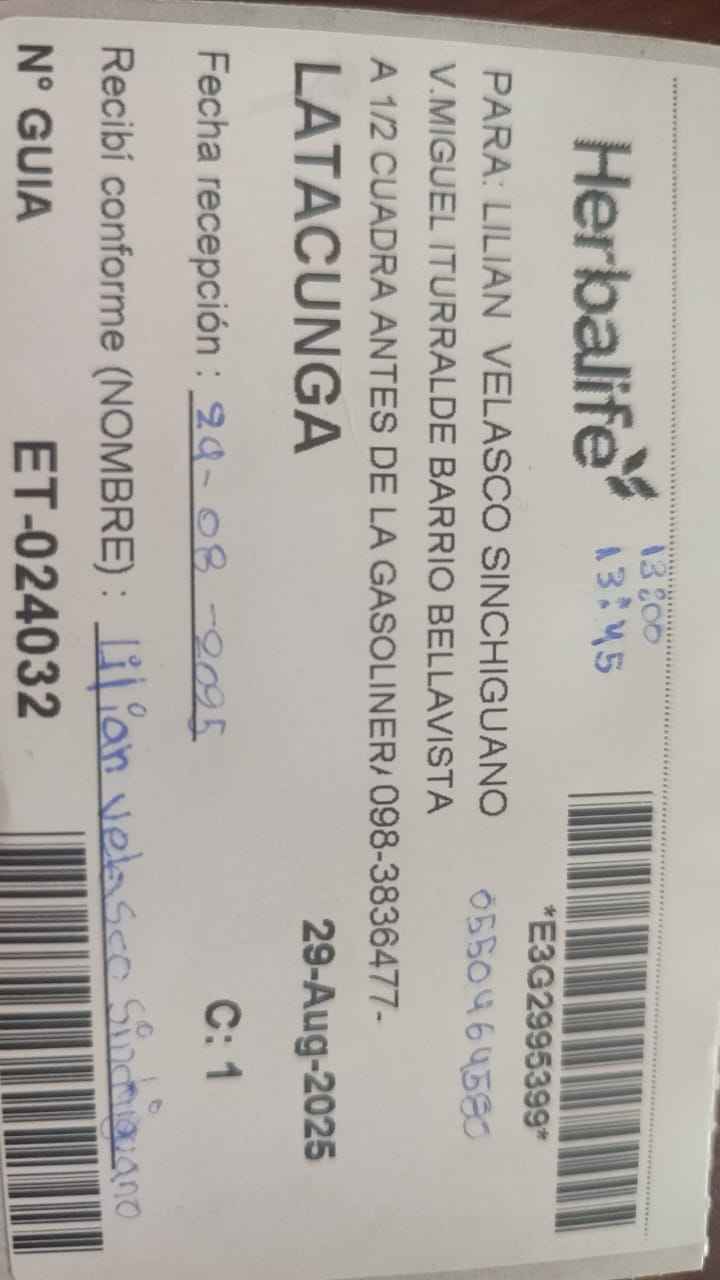 Herbalife
13:00
13:45
*E3G2995399*
PARA: LILIAN VELASCO SINCHIGUANO
0550464580
V.MIGUEL ITURRALDE BARRIO BELLAVISTA
A 1/2 CUADRA ANTES DE LA GASOLINER/ 098-3836477-
LATACUNGA 29-Aug-2025
Fecha recepción : 29-08-2025 C: 1
Recibí conforme (NOMBRE) : Lilian Velasco Sinchiguano
N° GUIA ET-024032